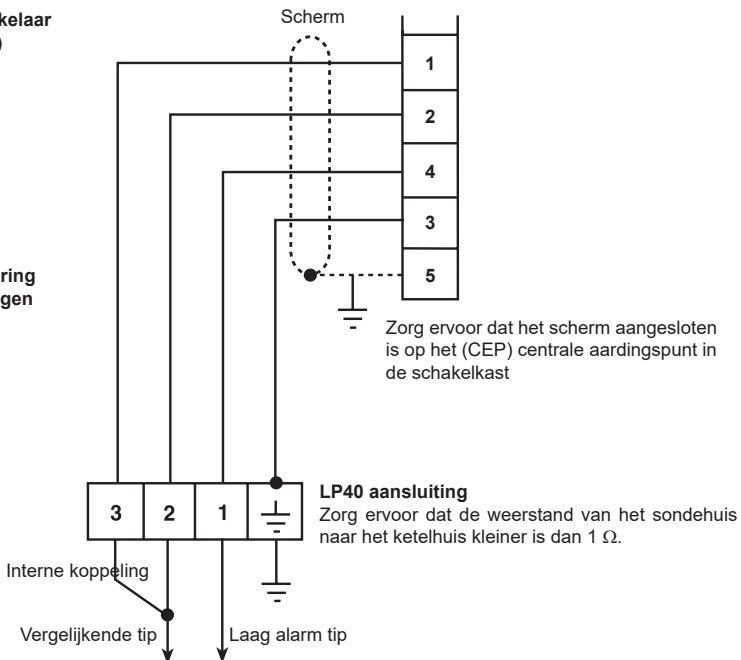 Scherm
kelaar
)
1
2
4
3
5
ring
gen
Zorg ervoor dat het scherm aangesloten
is op het (CEP) centrale aardingspunt in
de schakelkast
LP40 aansluiting
Zorg ervoor dat de weerstand van het sondehuis
naar het ketelhuis kleiner is dan 1 Ω.
3 2 1
Interne koppeling
Vergelijkende tip
Laag alarm tip